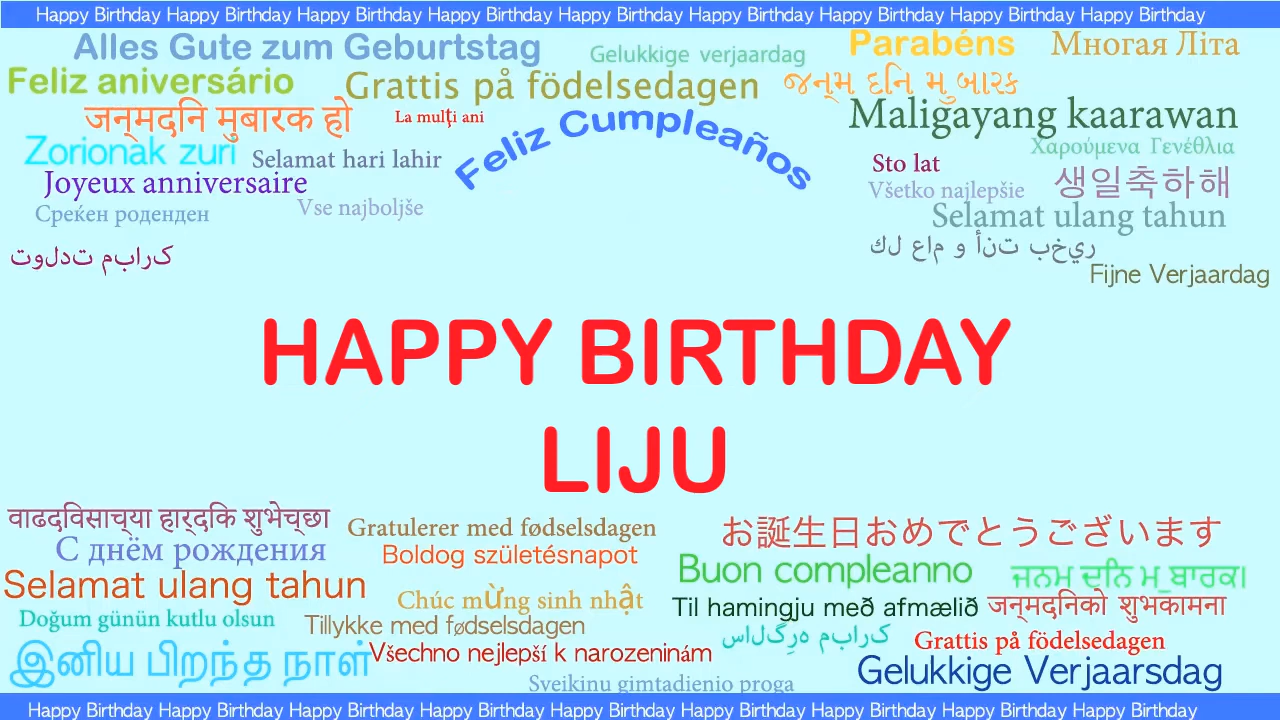 Happy Birthday Happy Birthday Happy Birthday Happy Birthday Happy Birthday Happy Birthday Happy Birthday Happy Birthday Happy Birthday
Alles Gute zum Geburtstag
Gelukkige verjaardag
Parabéns
Многая Літа
Feliz aniversário
Grattis på födelsedagen
જન્મ દનિ મુ બારક
जन्मदनि मुबारक हो
La mulţi ani
Feliz Cumpleaños
Maligayang kaarawan
Zorionak zuri
Selamat hari lahir
Χαρούμενα Γενέθλια
Sto lat
Joyeux anniversaire
Všetko najlepšie
생일축하해
Среќен роденден
Vse najboljše
Selamat ulang tahun
تولدت مبارک
كل عام و أنت بخير
Fijne Verjaardag
HAPPY BIRTHDAY
LIJU
वाढदविसाच्या हार्दकि शुभेच्छा
Gratulerer med fødselsdagen
お誕生日おめでとうございます
С днём рождения
Boldog születésnapot
Buon compleanno
ਜਨਮ ਦਨਿ ਮੁਬਾਰਕ।
Selamat ulang tahun
Chúc mừng sinh nhật
Til hamingju með afmælið
जन्मदनिको शुभकामना
Doğum günün kutlu olsun
Tillykke med fødselsdagen
سالگرہ مبارک
Grattis på födelsedagen
இனிய பிறந்த நாள்
Všechno nejlepší k narozeninám
Gelukkige Verjaarsdag
Sveikinu gimtadienio proga
Happy Birthday Happy Birthday Happy Birthday Happy Birthday Happy Birthday Happy Birthday Happy Birthday Happy Birthday Happy Birthday